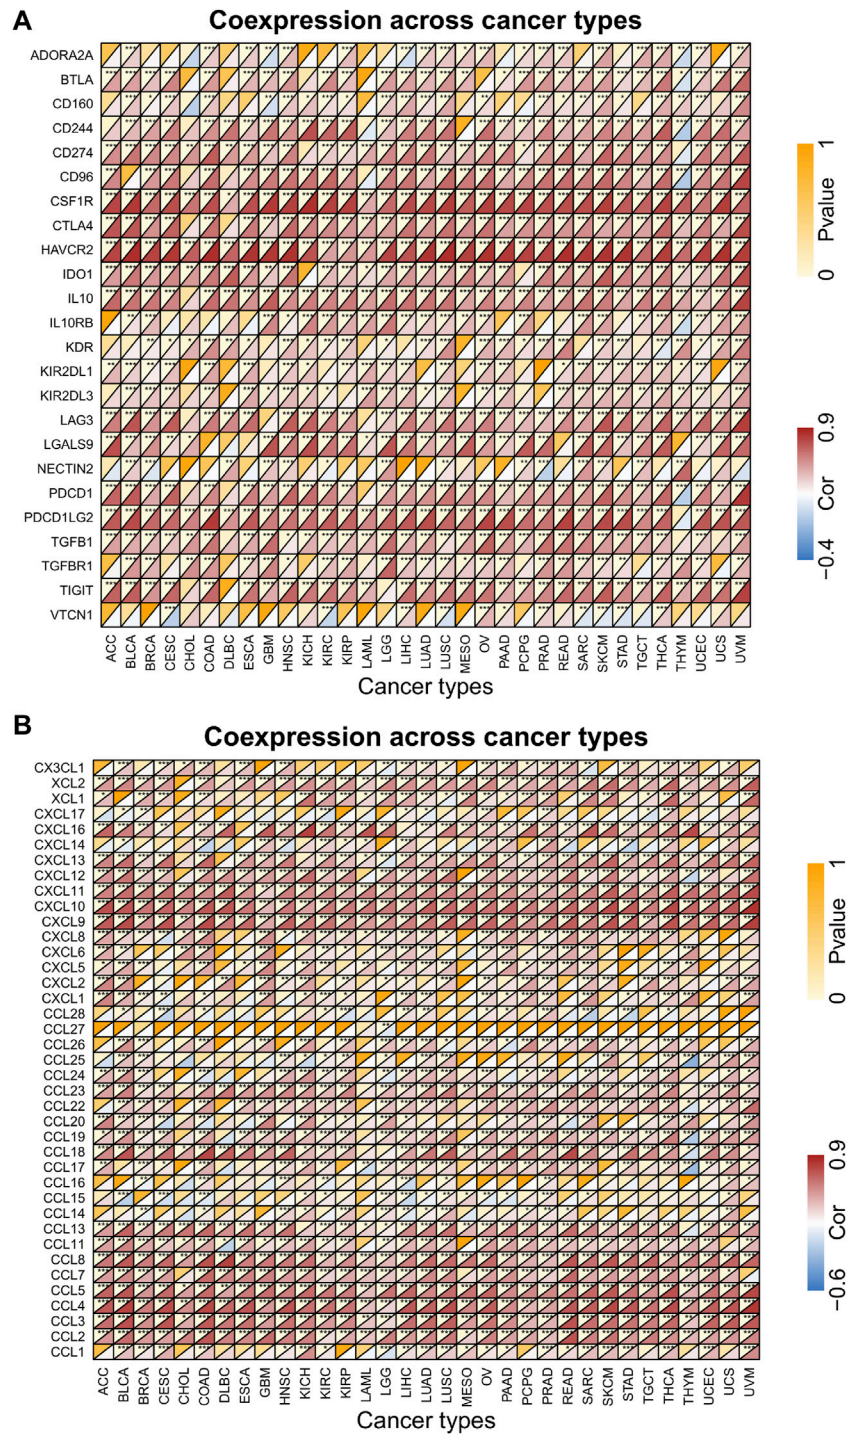 A
Coexpression across cancer types
ADORA2A
BTLA
CD160
CD244
CD274
CD96
CSF1R
CTLA4
HAVCR2
IDO1
IL10
IL10RB
KDR
KIR2DL1
KIR2DL3
LAG3
LGALS9
NECTIN2
PDCD1
PDCD1LG2
TGFB1
TGFBR1
TIGIT
VTCN1
ACC BLCA BRCA CESC CHOL COAD DLBC ESCA GBM HNSC KICH KIRC KIRP LAML LGG LIHC LUAD LUSC MESO OV PAAD PCPG PRAD READ SARC SKCM STAD TGCT THCA THYM UCEC UCS UVM
Cancer types
0 Pvalue 1
−0.4 Cor 0.9
B
Coexpression across cancer types
CX3CL1
XCL2
XCL1
CXCL17
CXCL16
CXCL14
CXCL13
CXCL12
CXCL11
CXCL10
CXCL9
CXCL8
CXCL6
CXCL5
CXCL2
CXCL1
CCL28
CCL27
CCL26
CCL25
CCL24
CCL23
CCL22
CCL20
CCL19
CCL18
CCL17
CCL16
CCL15
CCL14
CCL13
CCL11
CCL8
CCL7
CCL5
CCL4
CCL3
CCL2
CCL1
ACC BLCA BRCA CESC CHOL COAD DLBC ESCA GBM HNSC KICH KIRC KIRP LAML LGG LIHC LUAD LUSC MESO OV PAAD PCPG PRAD READ SARC SKCM STAD TGCT THCA THYM UCEC UCS UVM
Cancer types
0 Pvalue 1
−0.6 Cor 0.9